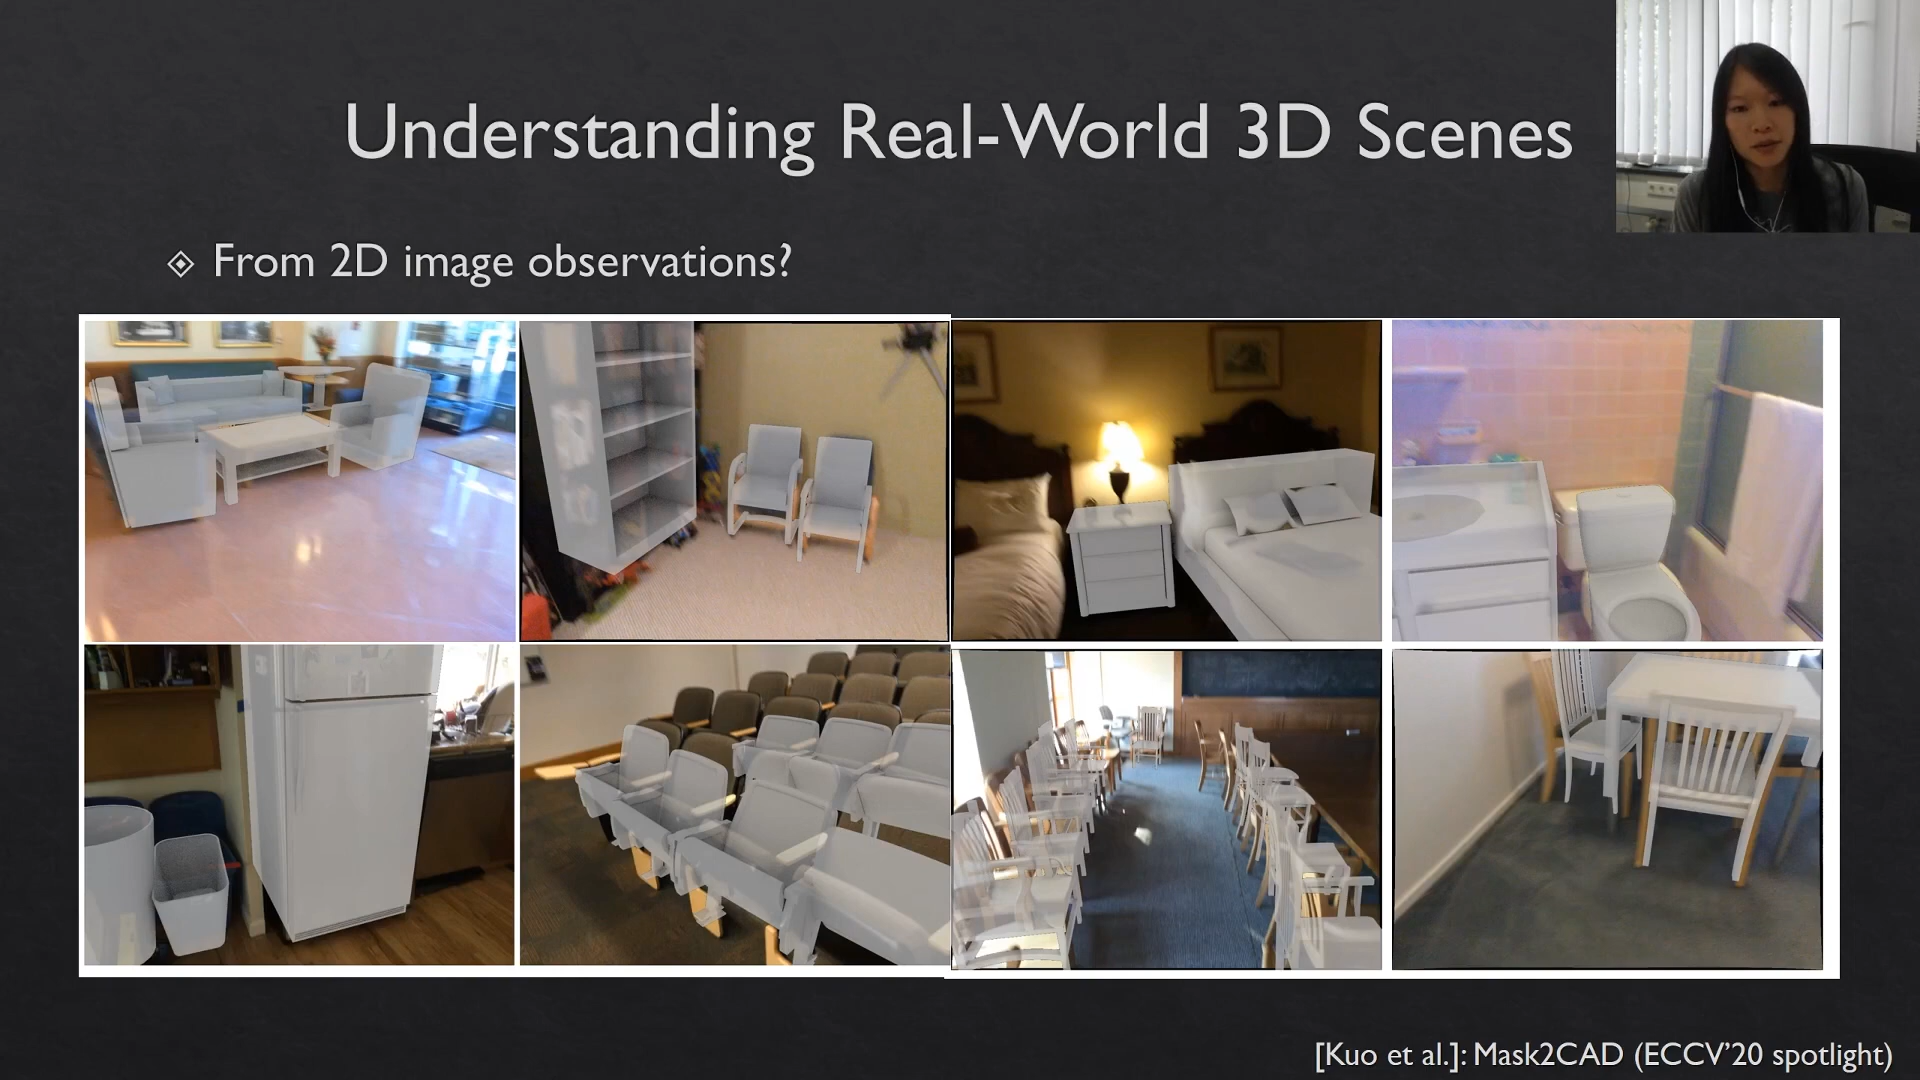 Understanding Real-World 3D Scenes
From 2D image observations?
[Kuo et al.]: Mask2CAD (ECCV'20 spotlight)